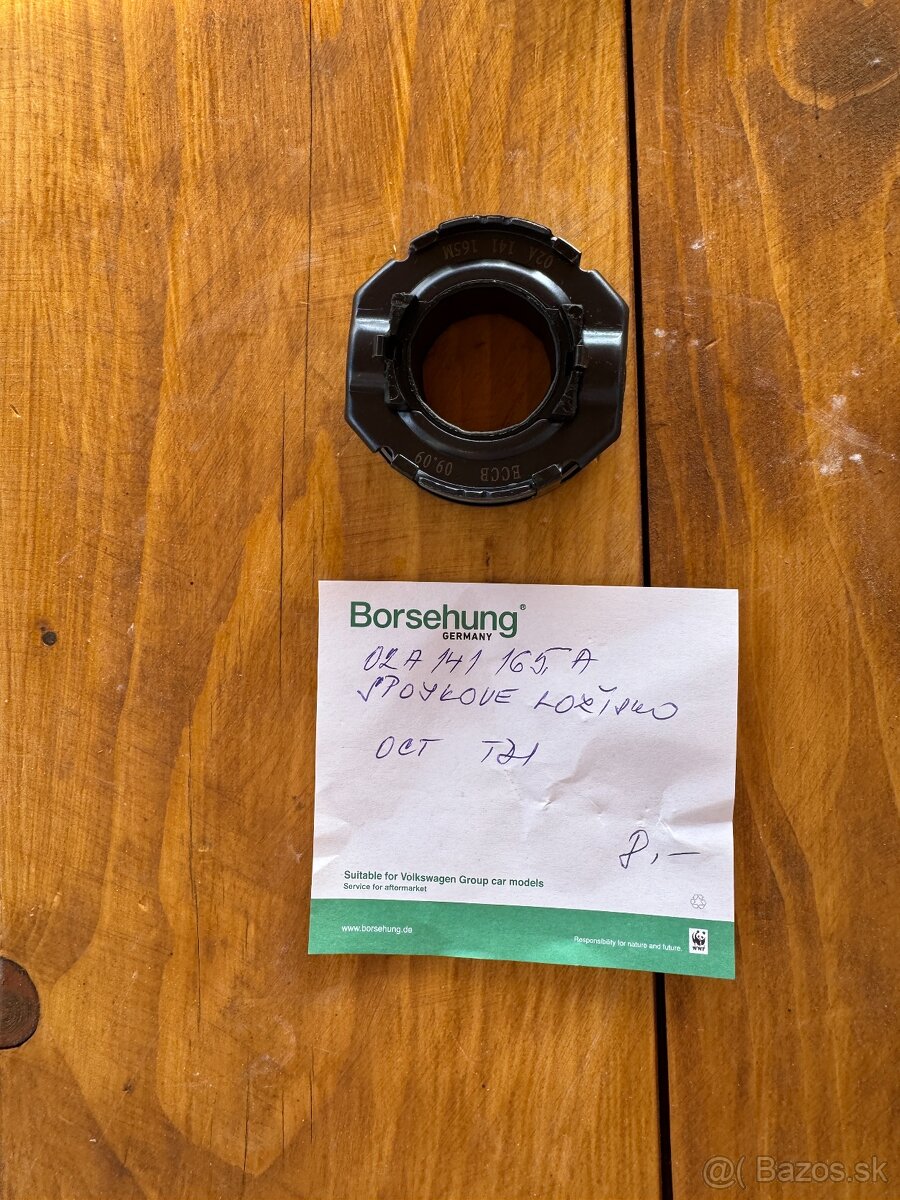 02A 141 165M
ECCB 09.09
Borsehung®
GERMANY
02A 141 165, A
SPOJKOVE LOŽISKO
OCT TDI
8,-
Suitable for Volkswagen Group car models
Service for aftermarket
www.borsehung.de
Responsibility for nature and future.
WWF
@( Bazos.sk